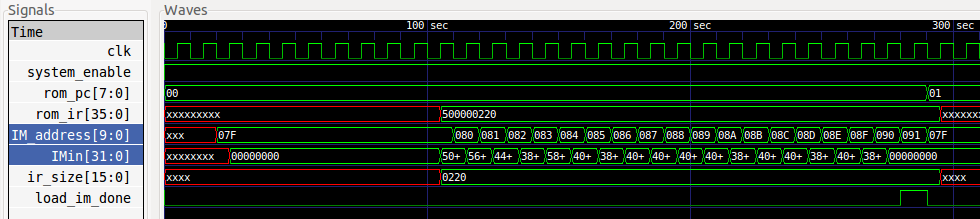 Signals Waves
Time 0 100 sec 200 sec 300 sec
clk
system_enable
rom_pc[7:0] 00 01
rom_ir[35:0] xxxxxxxxx 500000220 xxxxxxx
IM_address[9:0] xxx 07F 080 081 082 083 084 085 086 087 088 089 08A 08B 08C 08D 08E 08F 090 091 07F
IMin[31:0] xxxxxxxx 00000000 50+ 56+ 44+ 38+ 58+ 40+ 38+ 40+ 40+ 40+ 40+ 38+ 40+ 40+ 38+ 40+ 38+ 00000000
ir_size[15:0] xxxx 0220 xxxx
load_im_done